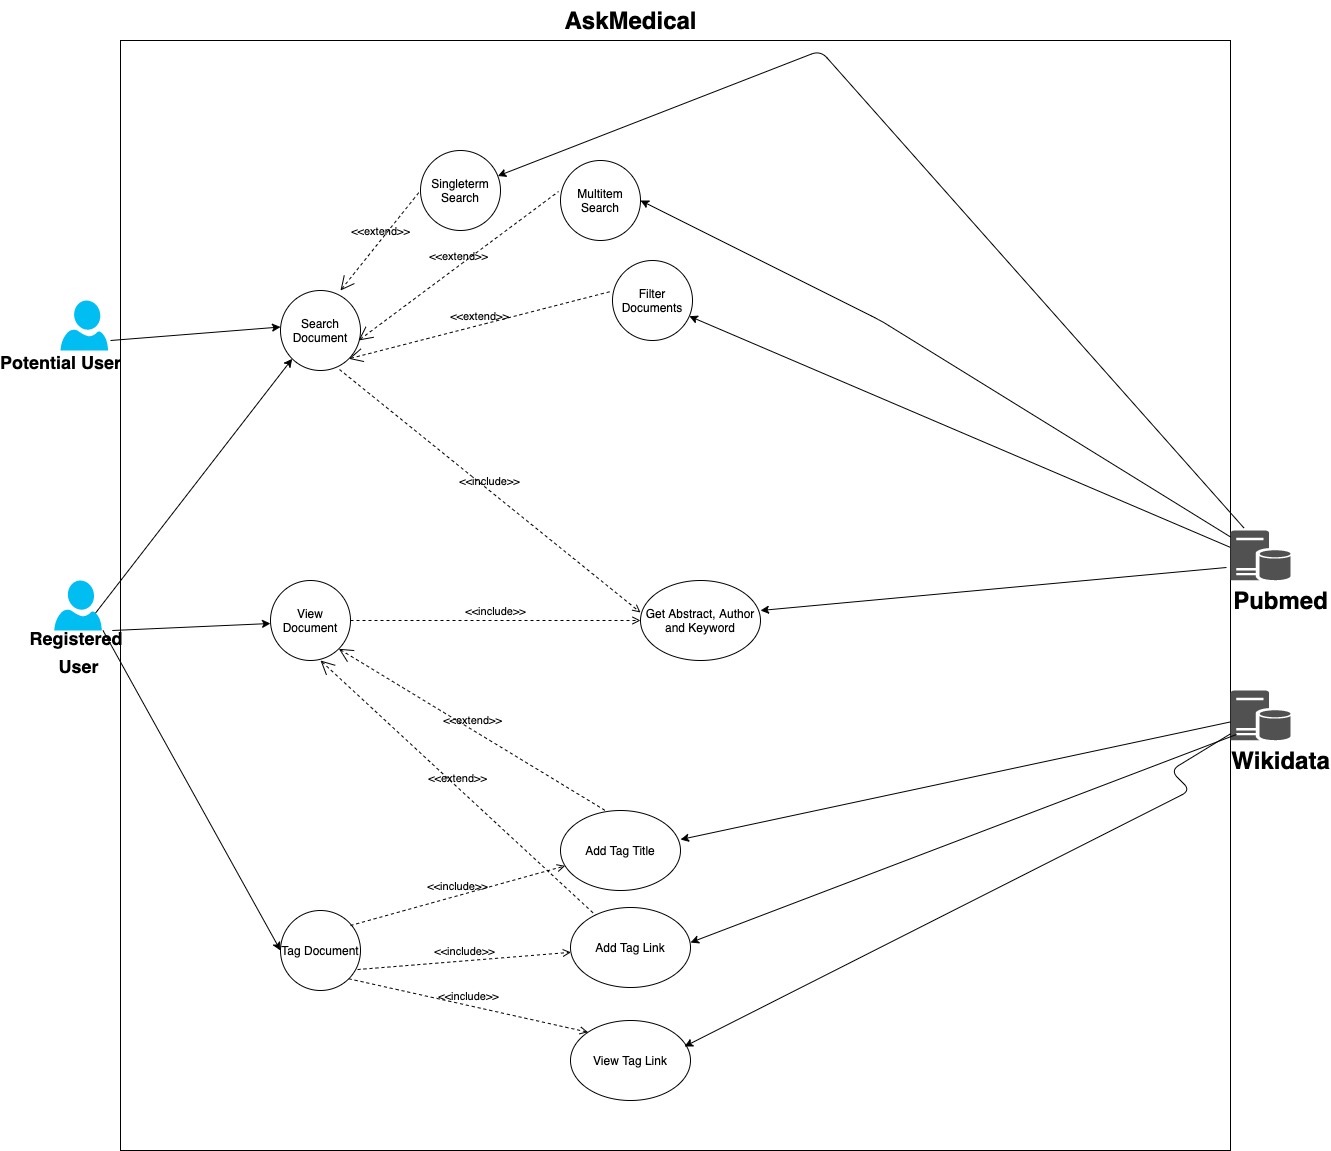 AskMedical
Singleterm
Search
Multitem
Search
<<extend>>
<<extend>>
Filter
Documents
<<extend>>
Search
Document
Potential User
<<include>>
View
Document
<<include>>
Get Abstract, Author
and Keyword
Pubmed
Registered
User
<<extend>>
Wikidata
<<extend>>
Add Tag Title
<<include>>
Tag Document
<<include>>
Add Tag Link
<<include>>
View Tag Link